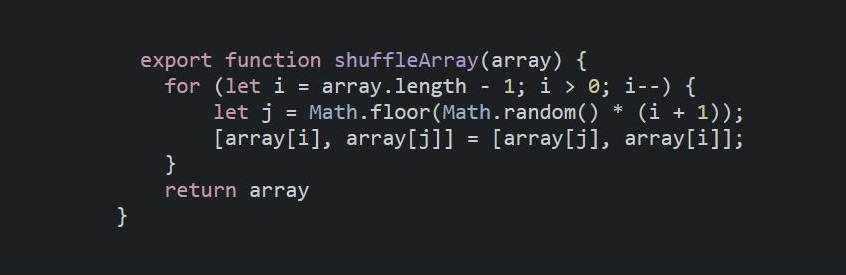 export function shuffleArray(array) {
for (let i = array.length - 1; i > 0; i--) {
let j = Math.floor(Math.random() * (i + 1));
[array[i], array[j]] = [array[j], array[i]];
}
return array
}